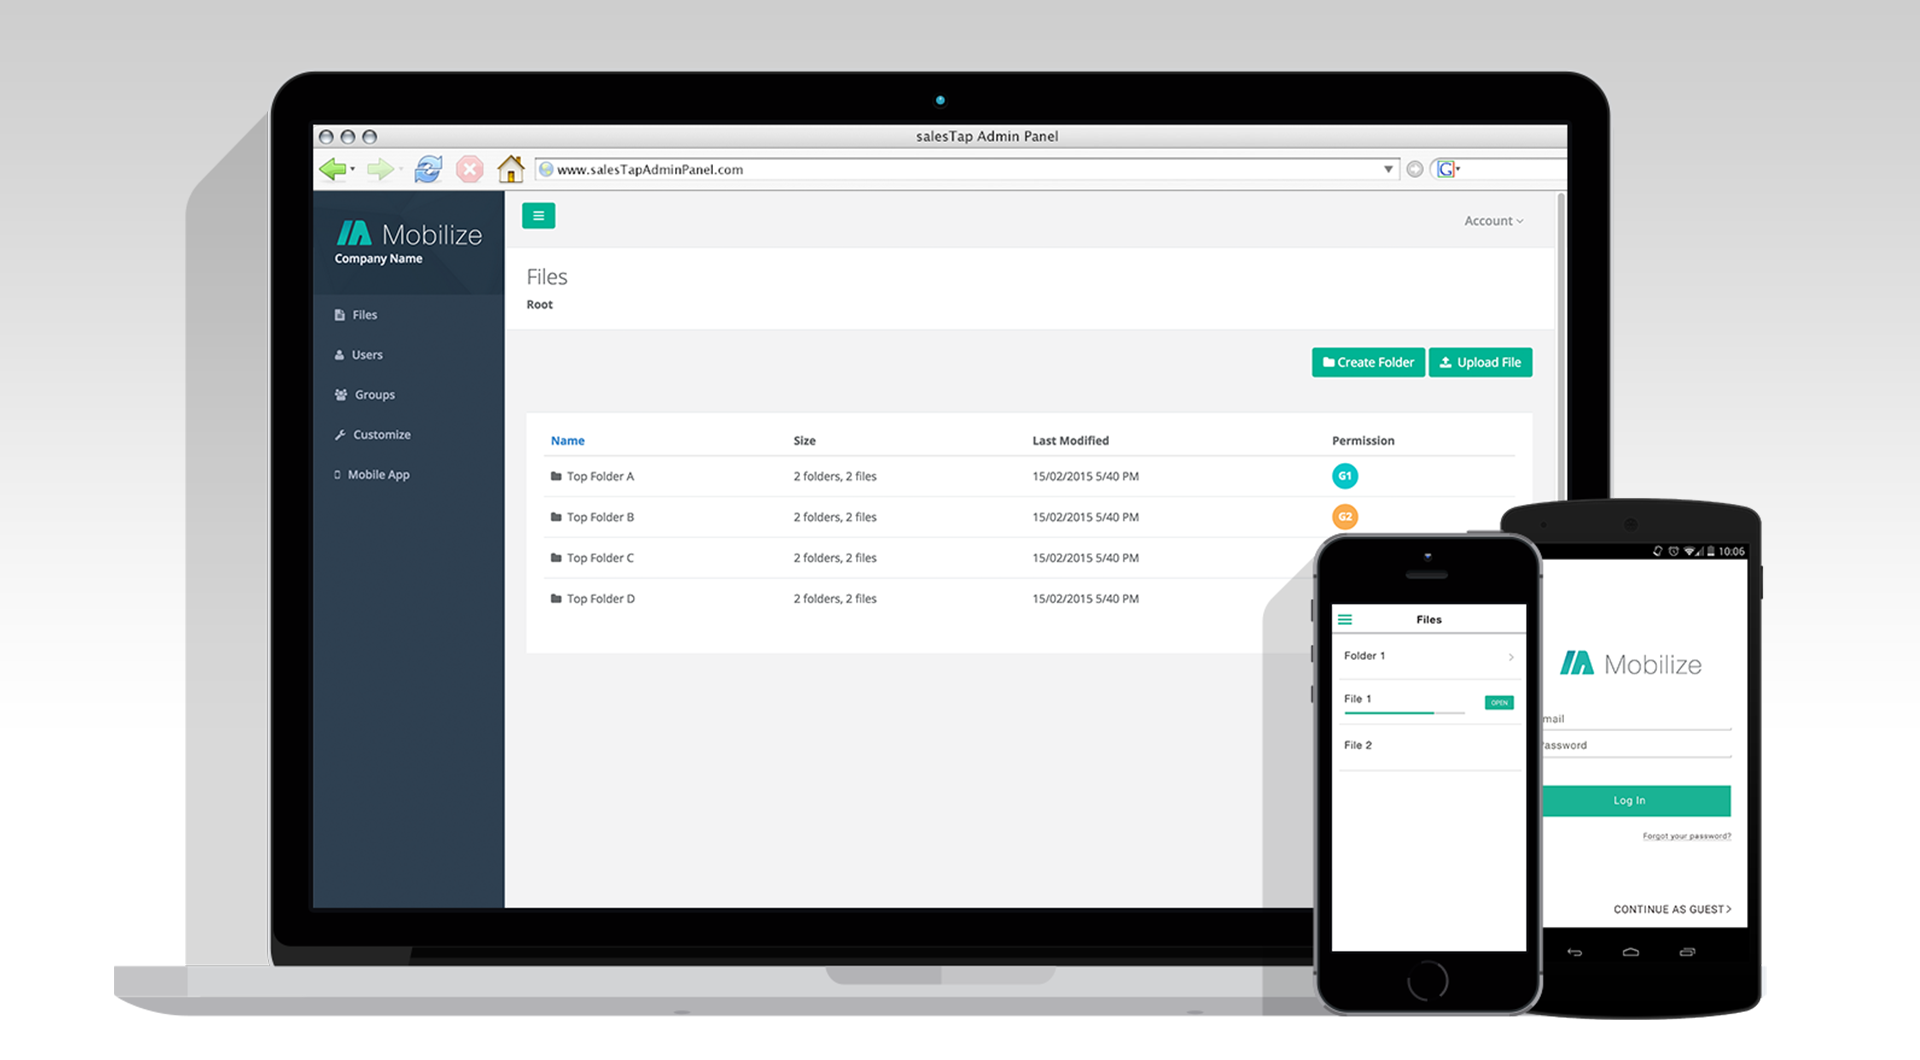 salesTap Admin Panel
www.salesTapAdminPanel.com
G
Mobilize
Company Name
Account
Files
Root
Files
Users
Groups
Customize
Mobile App
Create Folder
Upload File
Name Size Last Modified Permission
Top Folder A 2 folders, 2 files 15/02/2015 5/40 PM G1
Top Folder B 2 folders, 2 files 15/02/2015 5/40 PM G2
Top Folder C 2 folders, 2 files 15/02/2015 5/40 PM
Top Folder D 2 folders, 2 files 15/02/2015 5/40 PM
Files
Folder 1
File 1
OPEN
File 2
10:06
Mobilize
mail
assword
Log In
Forgot your password?
CONTINUE AS GUEST